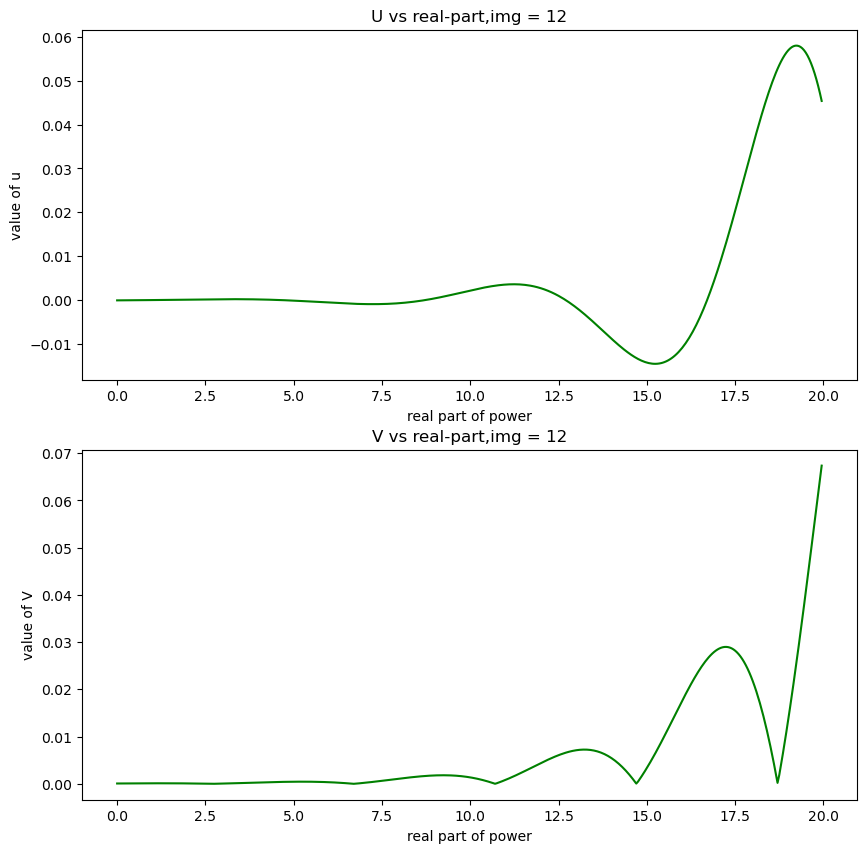 U vs real-part,img = 12
0.06
0.05
0.04
0.03
0.02
0.01
0.00
−0.01
value of u
0.0 2.5 5.0 7.5 10.0 12.5 15.0 17.5 20.0
real part of power
V vs real-part,img = 12
0.07
0.06
0.05
0.04
0.03
0.02
0.01
0.00
value of V
0.0 2.5 5.0 7.5 10.0 12.5 15.0 17.5 20.0
real part of power